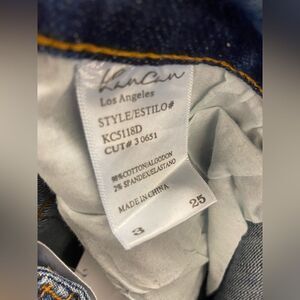 KanCan
Los Angeles
STYLE/ESTILO#
KC5118D
CUT# 30651
98%COTTON/ALGODON
2% SPANDEX/ELASTANO
MADE IN CHINA
3 25